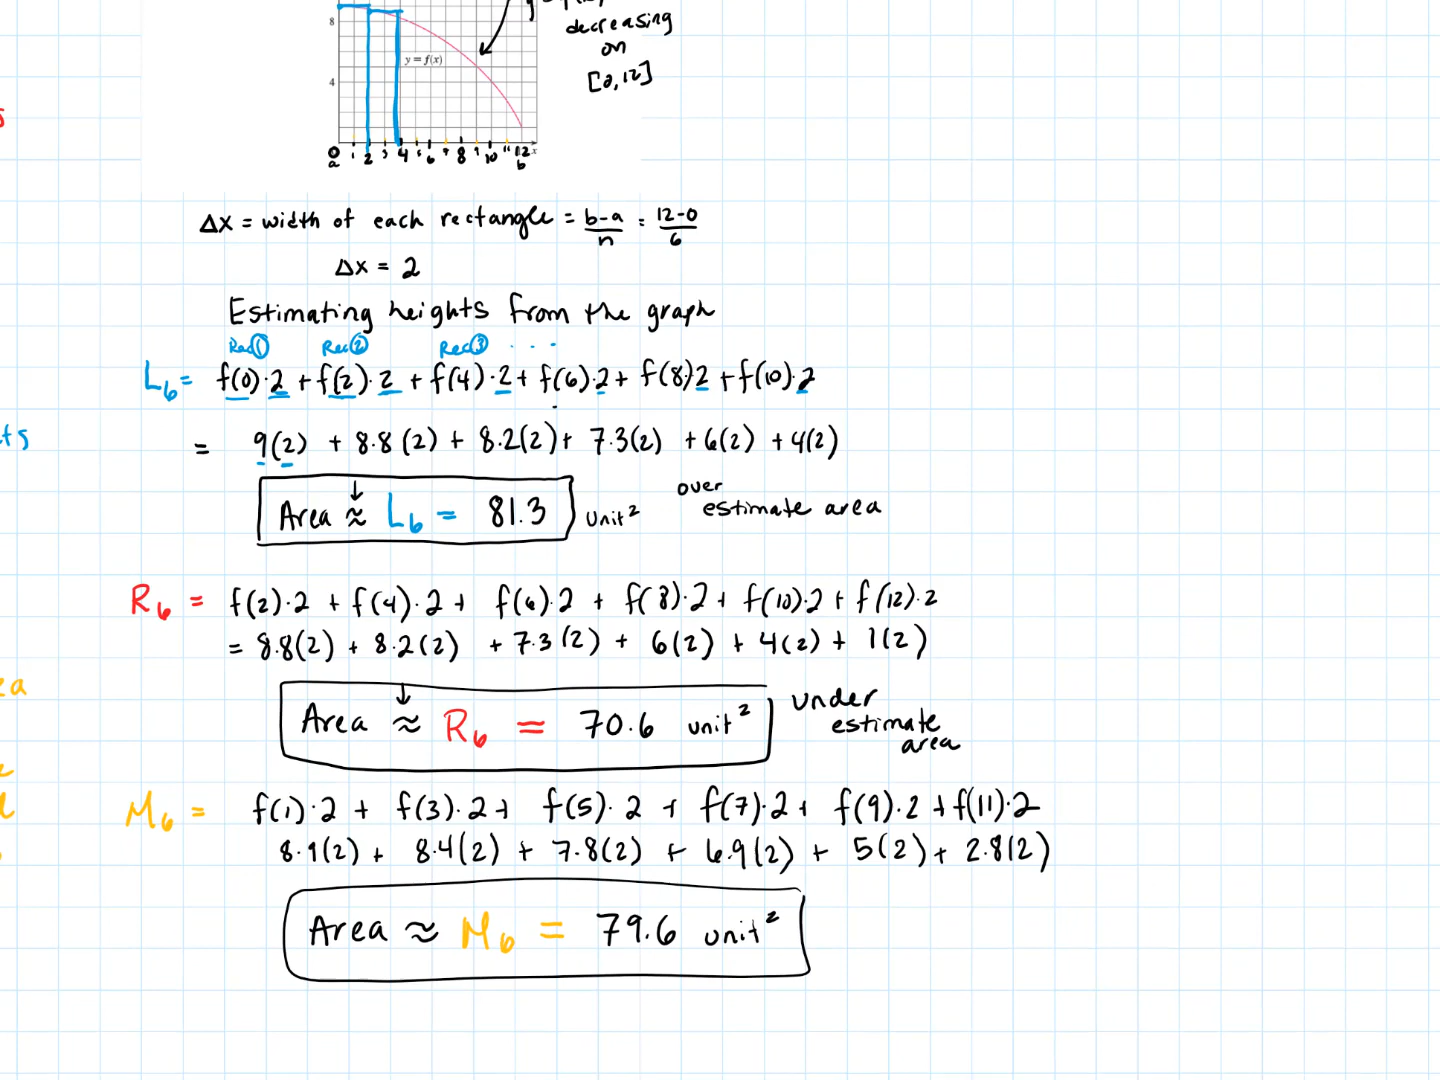 8
decreasing
on
[0,12]
y = f(x)
4
0 1 2 3 4 5 6 7 8 9 10 11 12 x
a b
Δx = width of each rectangle = b-a/n = 12-0/6
Δx = 2
Estimating heights from the graph
Rec① Rec② Rec③ ...
L₆ = f(0)·2 + f(2)·2 + f(4)·2 + f(6)·2 + f(8)·2 + f(10)·2
= 9(2) + 8.8(2) + 8.2(2) + 7.3(2) + 6(2) + 4(2)
Area ≈ L₆ = 81.3 unit²
over
estimate area
R₆ = f(2)·2 + f(4)·2 + f(6)·2 + f(8)·2 + f(10)·2 + f(12)·2
= 8.8(2) + 8.2(2) + 7.3(2) + 6(2) + 4(2) + 1(2)
Area ≈ R₆ = 70.6 unit²
under
estimate
area
M₆ = f(1)·2 + f(3)·2 + f(5)·2 + f(7)·2 + f(9)·2 + f(11)·2
8.9(2) + 8.4(2) + 7.8(2) + 6.9(2) + 5(2) + 2.8(2)
Area ≈ M₆ = 79.6 unit²